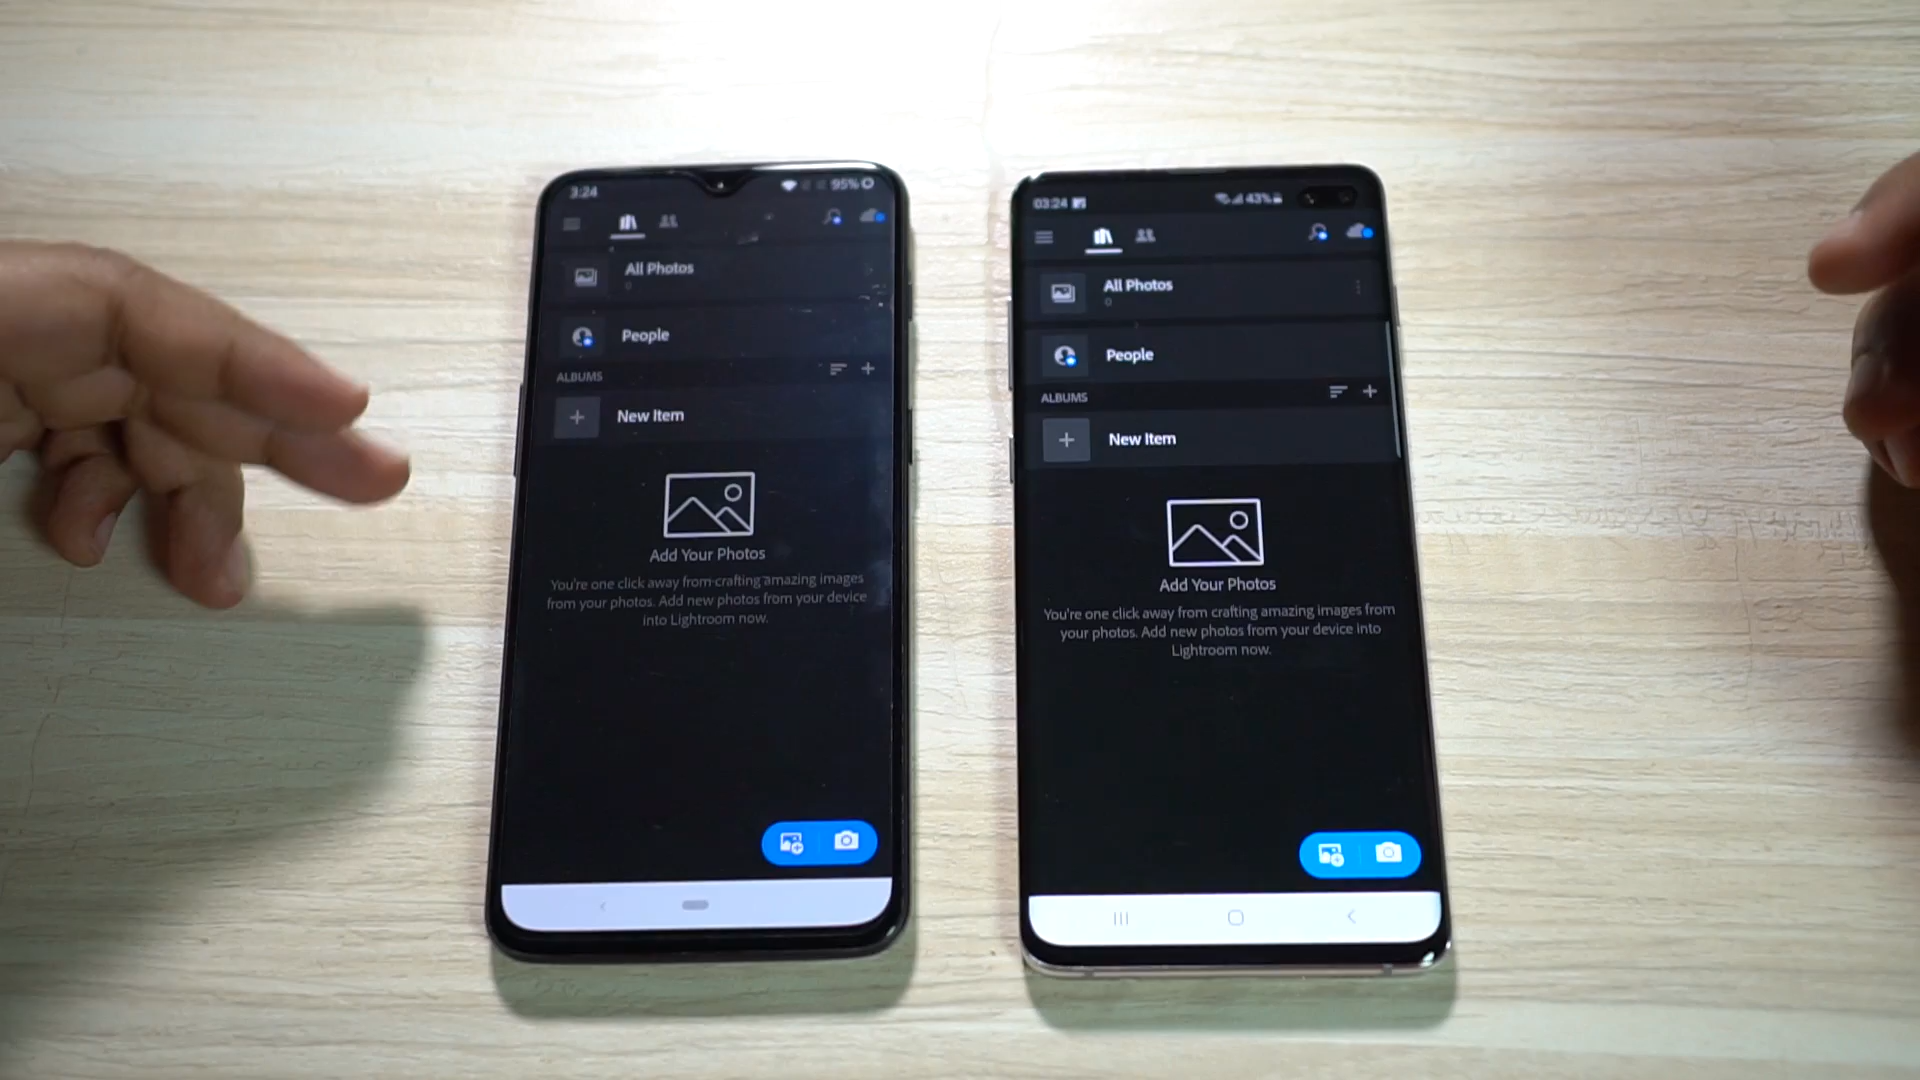 3:24
95%
All Photos
0
People
ALBUMS
New Item
Add Your Photos
You're one click away from crafting amazing images
from your photos. Add new photos from your device
into Lightroom now.
03:24
43%
All Photos
0
People
ALBUMS
New Item
Add Your Photos
You're one click away from crafting amazing images from
your photos. Add new photos from your device into
Lightroom now.